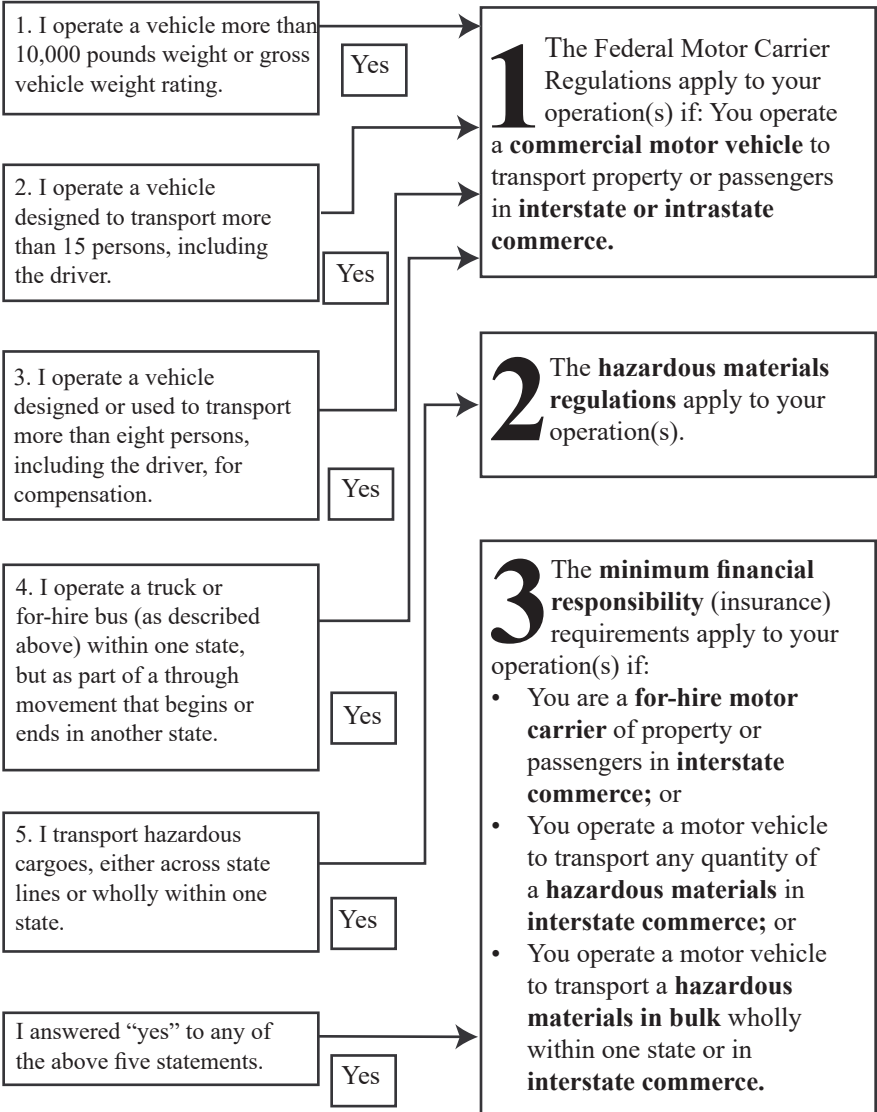 1. I operate a vehicle more than
10,000 pounds weight or gross
vehicle weight rating.
Yes
2. I operate a vehicle
designed to transport more
than 15 persons, including
the driver.
Yes
3. I operate a vehicle
designed or used to transport
more than eight persons,
including the driver, for
compensation.
Yes
4. I operate a truck or
for-hire bus (as described
above) within one state,
but as part of a through
movement that begins or
ends in another state.
Yes
5. I transport hazardous
cargoes, either across state
lines or wholly within one
state.
Yes
I answered “yes” to any of
the above five statements.
Yes
1 The Federal Motor Carrier
Regulations apply to your
operation(s) if: You operate
a commercial motor vehicle to
transport property or passengers
in interstate or intrastate
commerce.
2 The hazardous materials
regulations apply to your
operation(s).
3 The minimum financial
responsibility (insurance)
requirements apply to your
operation(s) if:
• You are a for-hire motor
carrier of property or
passengers in interstate
commerce; or
• You operate a motor vehicle
to transport any quantity of
a hazardous materials in
interstate commerce; or
• You operate a motor vehicle
to transport a hazardous
materials in bulk wholly
within one state or in
interstate commerce.